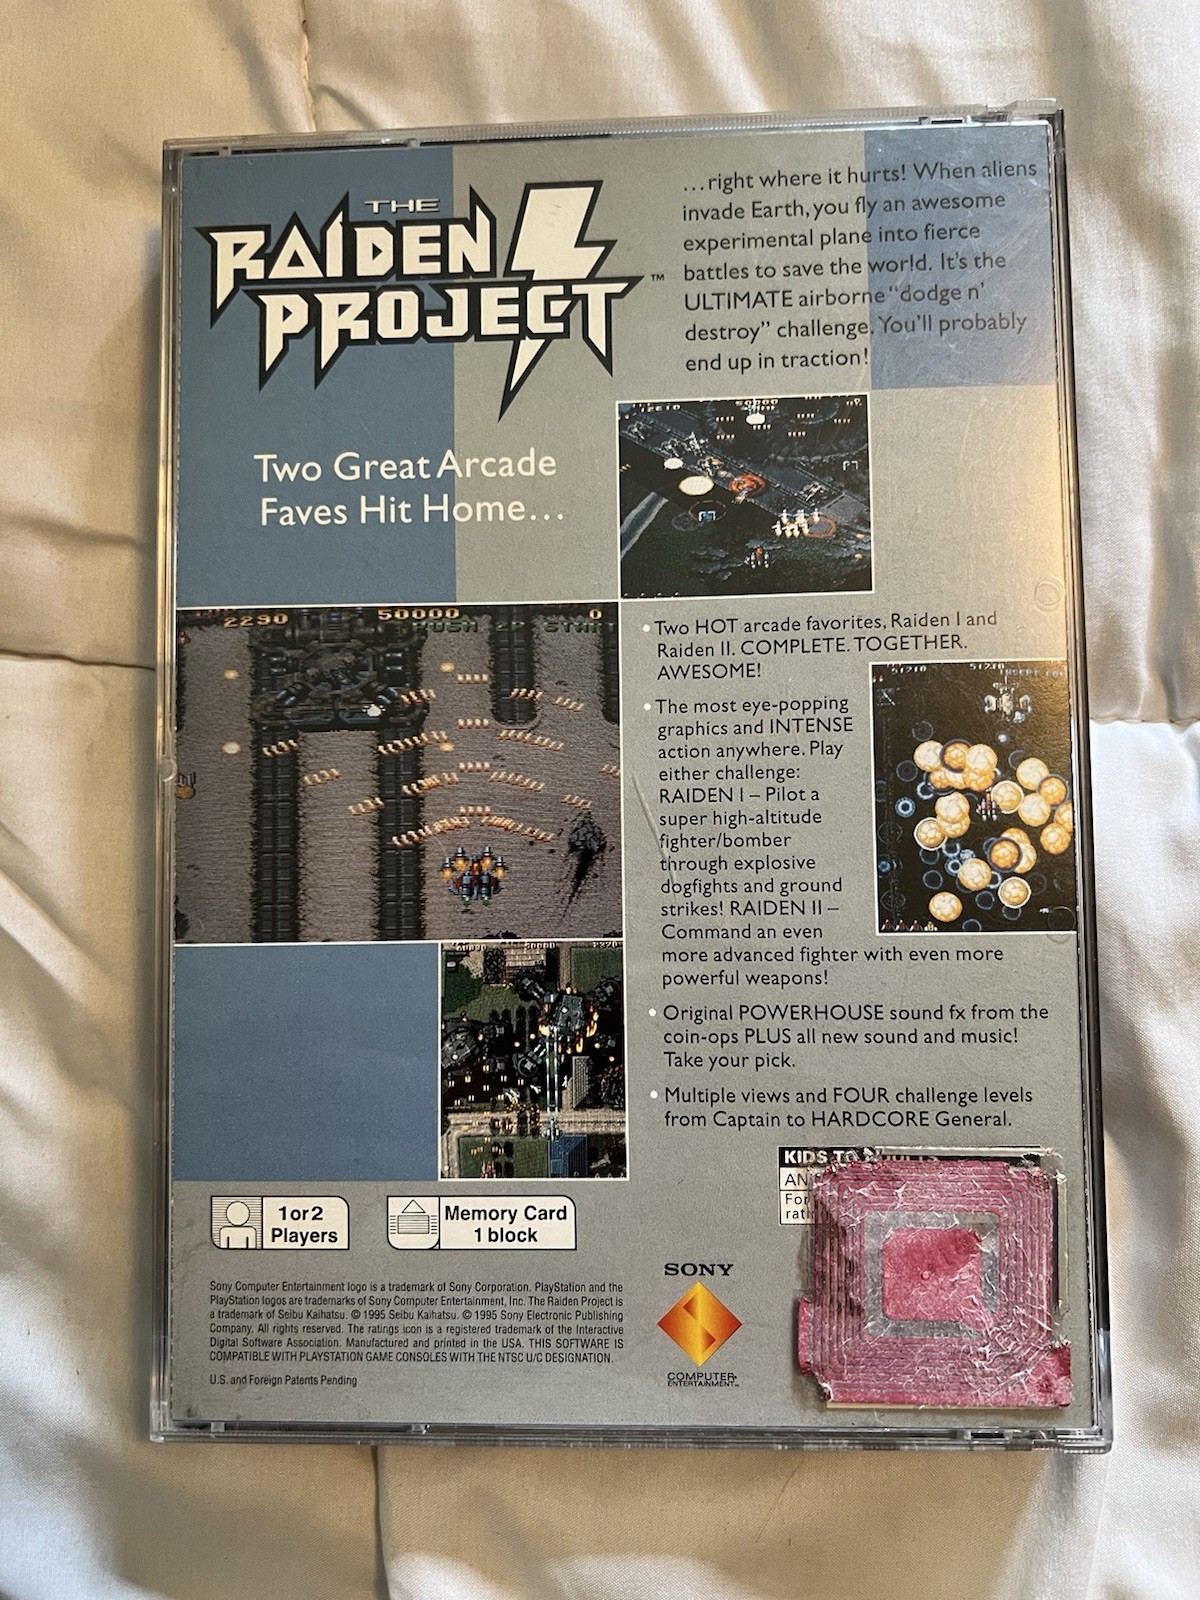 THE
RAIDEN
PROJECT
™
...right where it hurts! When aliens
invade Earth, you fly an awesome
experimental plane into fierce
battles to save the world. It's the
ULTIMATE airborne "dodge n'
destroy" challenge. You'll probably
end up in traction!
Two Great Arcade
Faves Hit Home...
50000
2290 50000 0
PUSH 2P START
• Two HOT arcade favorites, Raiden I and
Raiden II. COMPLETE. TOGETHER.
AWESOME!
51210 51210
• The most eye-popping
graphics and INTENSE
action anywhere. Play
either challenge:
RAIDEN I – Pilot a
super high-altitude
fighter/bomber
through explosive
dogfights and ground
strikes! RAIDEN II –
Command an even
more advanced fighter with even more
powerful weapons!
• Original POWERHOUSE sound fx from the
coin-ops PLUS all new sound and music!
Take your pick.
• Multiple views and FOUR challenge levels
from Captain to HARDCORE General.
KIDS TO ADULTS
1 or 2
Players
Memory Card
1 block
Sony Computer Entertainment logo is a trademark of Sony Corporation. PlayStation and the
PlayStation logos are trademarks of Sony Computer Entertainment, Inc. The Raiden Project is
a trademark of Seibu Kaihatsu. © 1995 Seibu Kaihatsu. © 1995 Sony Electronic Publishing
Company. All rights reserved. The ratings icon is a registered trademark of the Interactive
Digital Software Association. Manufactured and printed in the USA. THIS SOFTWARE IS
COMPATIBLE WITH PLAYSTATION GAME CONSOLES WITH THE NTSC U/C DESIGNATION.
U.S. and Foreign Patents Pending
SONY
COMPUTER
ENTERTAINMENT™